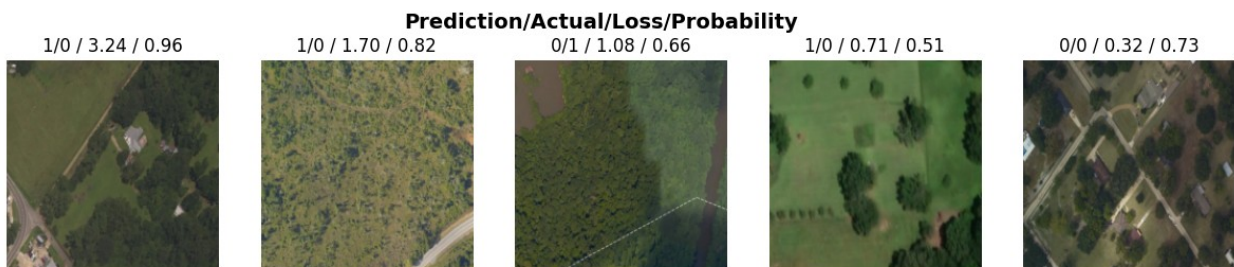 Prediction/Actual/Loss/Probability
1/0 / 3.24 / 0.96
1/0 / 1.70 / 0.82
0/1 / 1.08 / 0.66
1/0 / 0.71 / 0.51
0/0 / 0.32 / 0.73